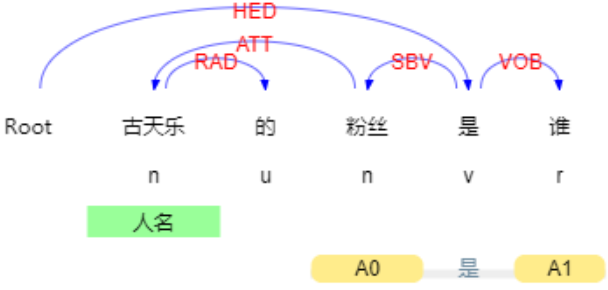 HED
ATT
RAD SBV VOB
Root 古天乐 的 粉丝 是 谁
n u n v r
人名
A0 是 A1